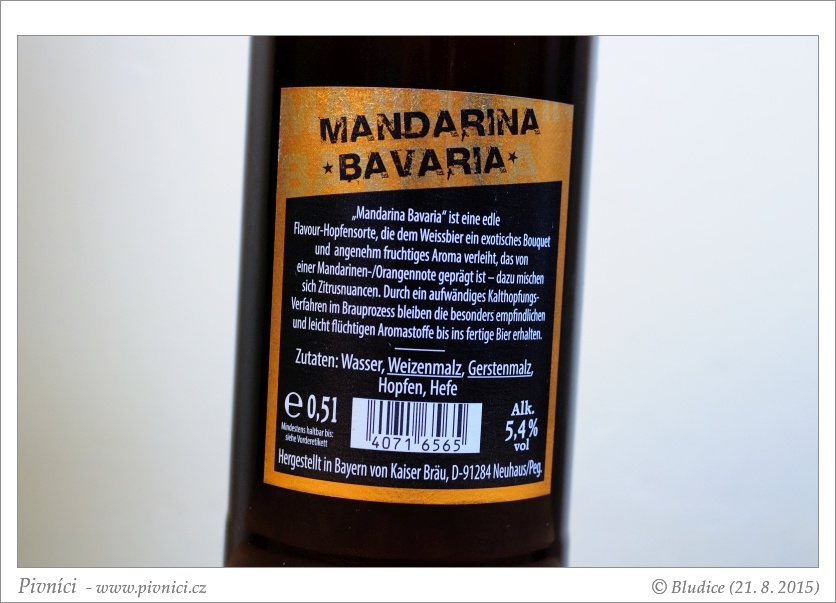 MANDARINA
★BAVARIA★
„Mandarina Bavaria“ ist eine edle
Flavour-Hopfensorte, die dem Weissbier ein exotisches Bouquet
und angenehm fruchtiges Aroma verleiht, das von
einer Mandarinen-/Orangennote geprägt ist – dazu mischen
sich Zitrusnuancen. Durch ein aufwändiges Kalthopfungs-
Verfahren im Brauprozess bleiben die besonders empfindlichen
und leicht flüchtigen Aromastoffe bis ins fertige Bier erhalten.
Zutaten: Wasser, Weizenmalz, Gerstenmalz,
Hopfen, Hefe
℮ 0,5l
Mindestens haltbar bis:
siehe Vorderetikett
4071 6565
Alk.
5,4%
vol
Hergestellt in Bayern von Kaiser Bräu, D-91284 Neuhaus/Peg.
Pivníci - www.pivnici.cz
© Bludice (21. 8. 2015)